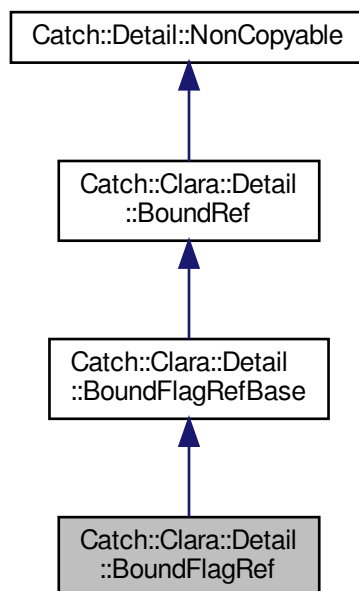 Catch::Detail::NonCopyable
Catch::Clara::Detail
::BoundRef
Catch::Clara::Detail
::BoundFlagRefBase
Catch::Clara::Detail
::BoundFlagRef